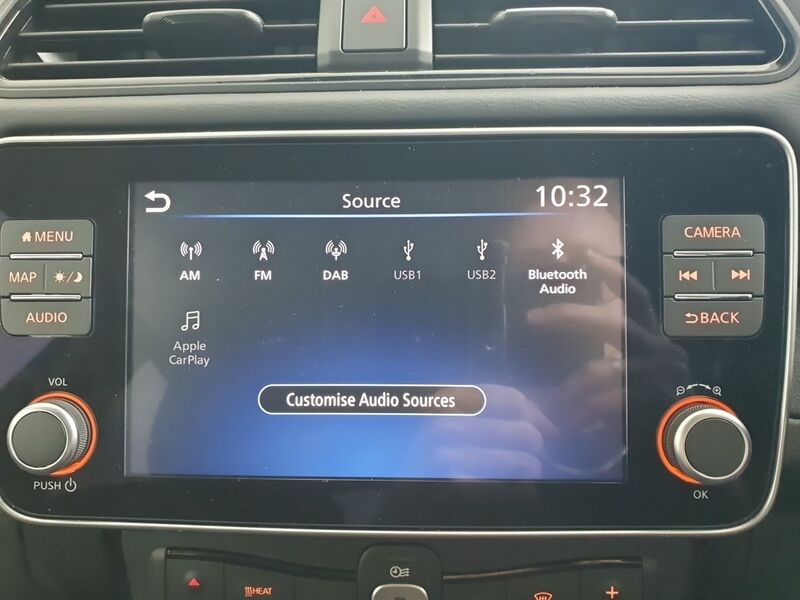 Source
10:32
MENU
MAP
AUDIO
VOL
PUSH
AM
FM
DAB
USB1
USB2
Bluetooth
Audio
Apple
CarPlay
Customise Audio Sources
CAMERA
BACK
OK
HEAT